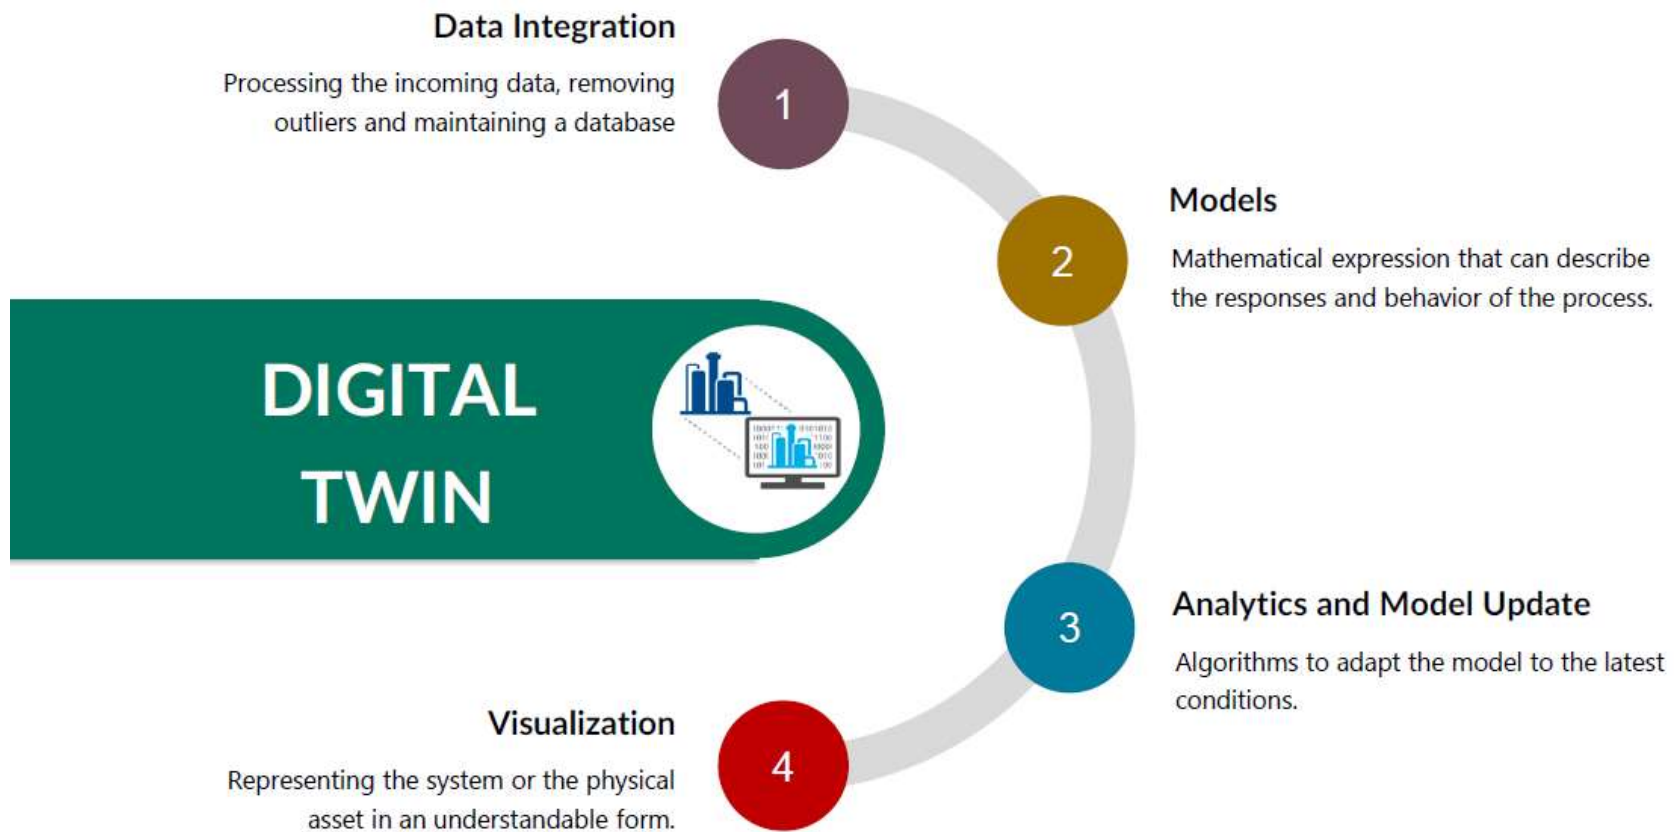 Data Integration
Processing the incoming data, removing
outliers and maintaining a database
1
Models
Mathematical expression that can describe
the responses and behavior of the process.
2
DIGITAL
TWIN
3
Analytics and Model Update
Algorithms to adapt the model to the latest
conditions.
Visualization
Representing the system or the physical
asset in an understandable form.
4